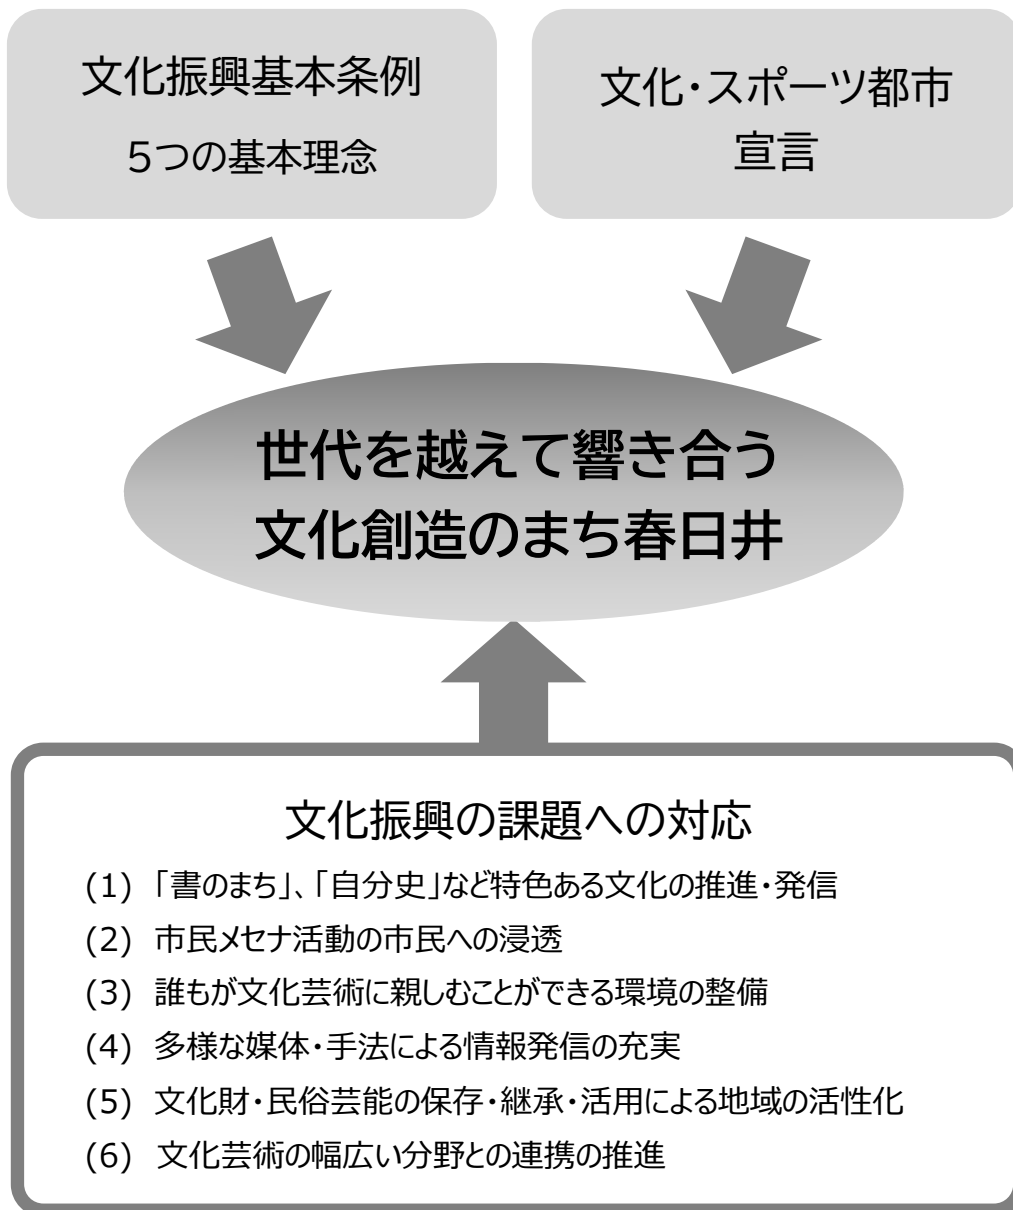 文化振興基本条例
5つの基本理念
文化・スポーツ都市
宣言
世代を越えて響き合う
文化創造のまち春日井
文化振興の課題への対応
(1) 「書のまち」、「自分史」など特色ある文化の推進・発信
(2) 市民メセナ活動の市民への浸透
(3) 誰もが文化芸術に親しむことができる環境の整備
(4) 多様な媒体・手法による情報発信の充実
(5) 文化財・民俗芸能の保存・継承・活用による地域の活性化
(6) 文化芸術の幅広い分野との連携の推進